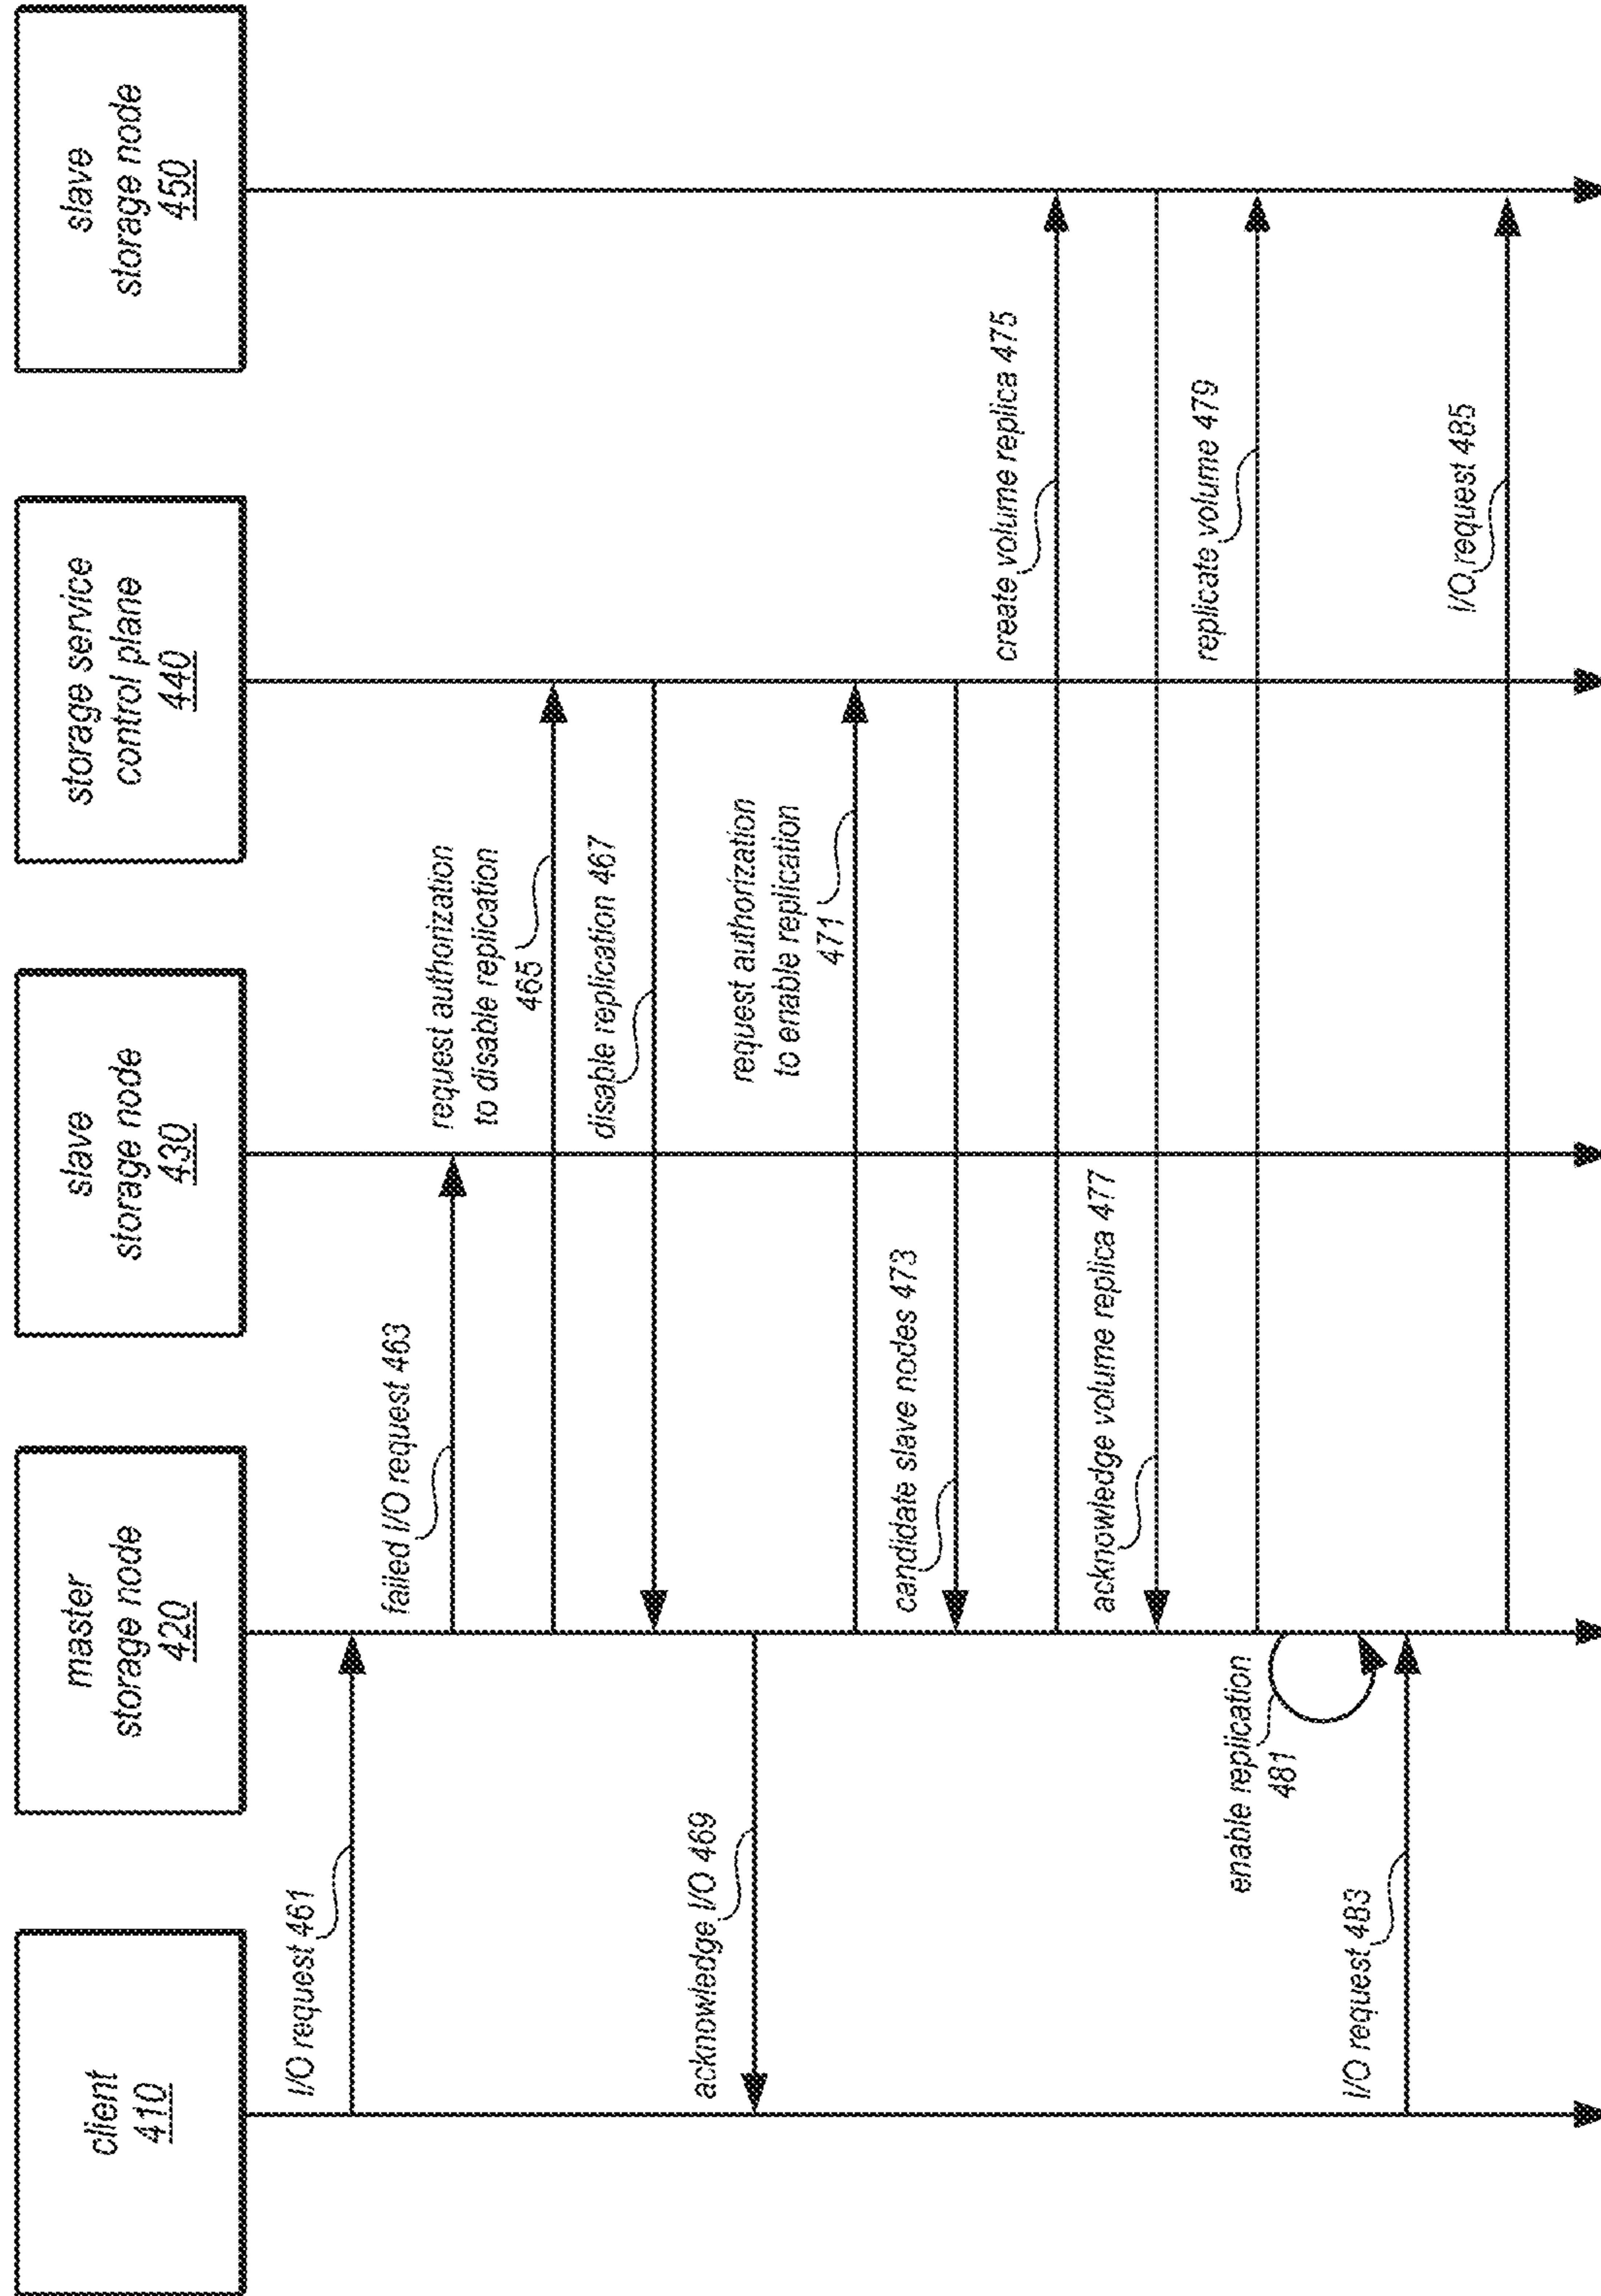 client
410
master
storage node
420
slave
storage node
430
storage service
control plane
440
slave
storage node
450
I/O request 461
failed I/O request 463
request authorization
to disable replication
465
disable replication 467
acknowledge I/O 469
request authorization
to enable replication
471
candidate slave nodes 473
create volume replica 475
acknowledge volume replica 477
replicate volume 479
enable replication
481
I/O request 483
I/O request 485